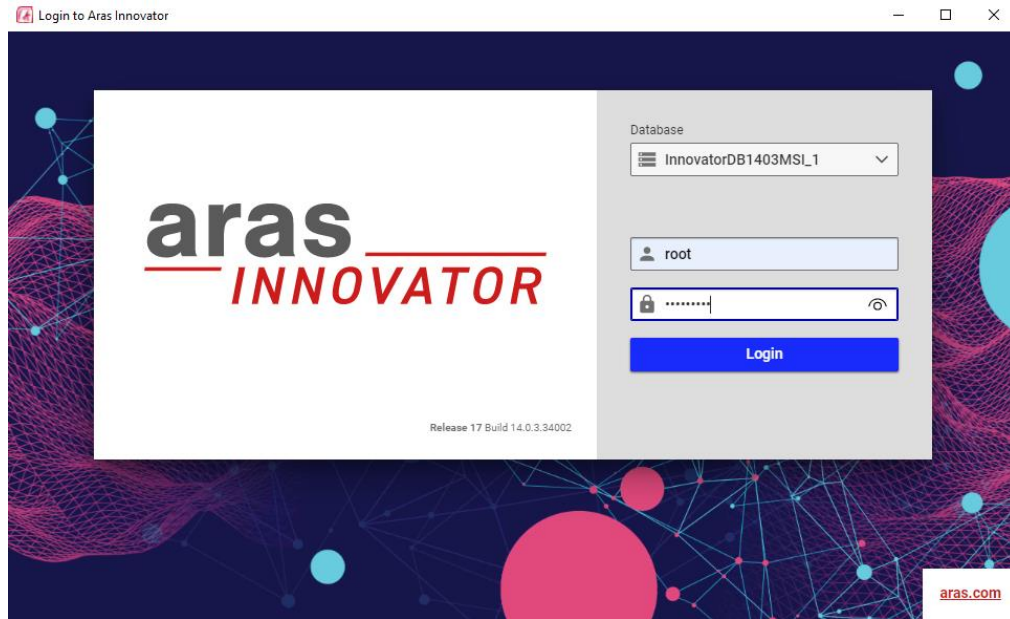 Login to Aras Innovator
aras
INNOVATOR
Release 17 Build 14.0.3.34002
Database
InnovatorDB1403MSI_1
root
•••••••••
Login
aras.com